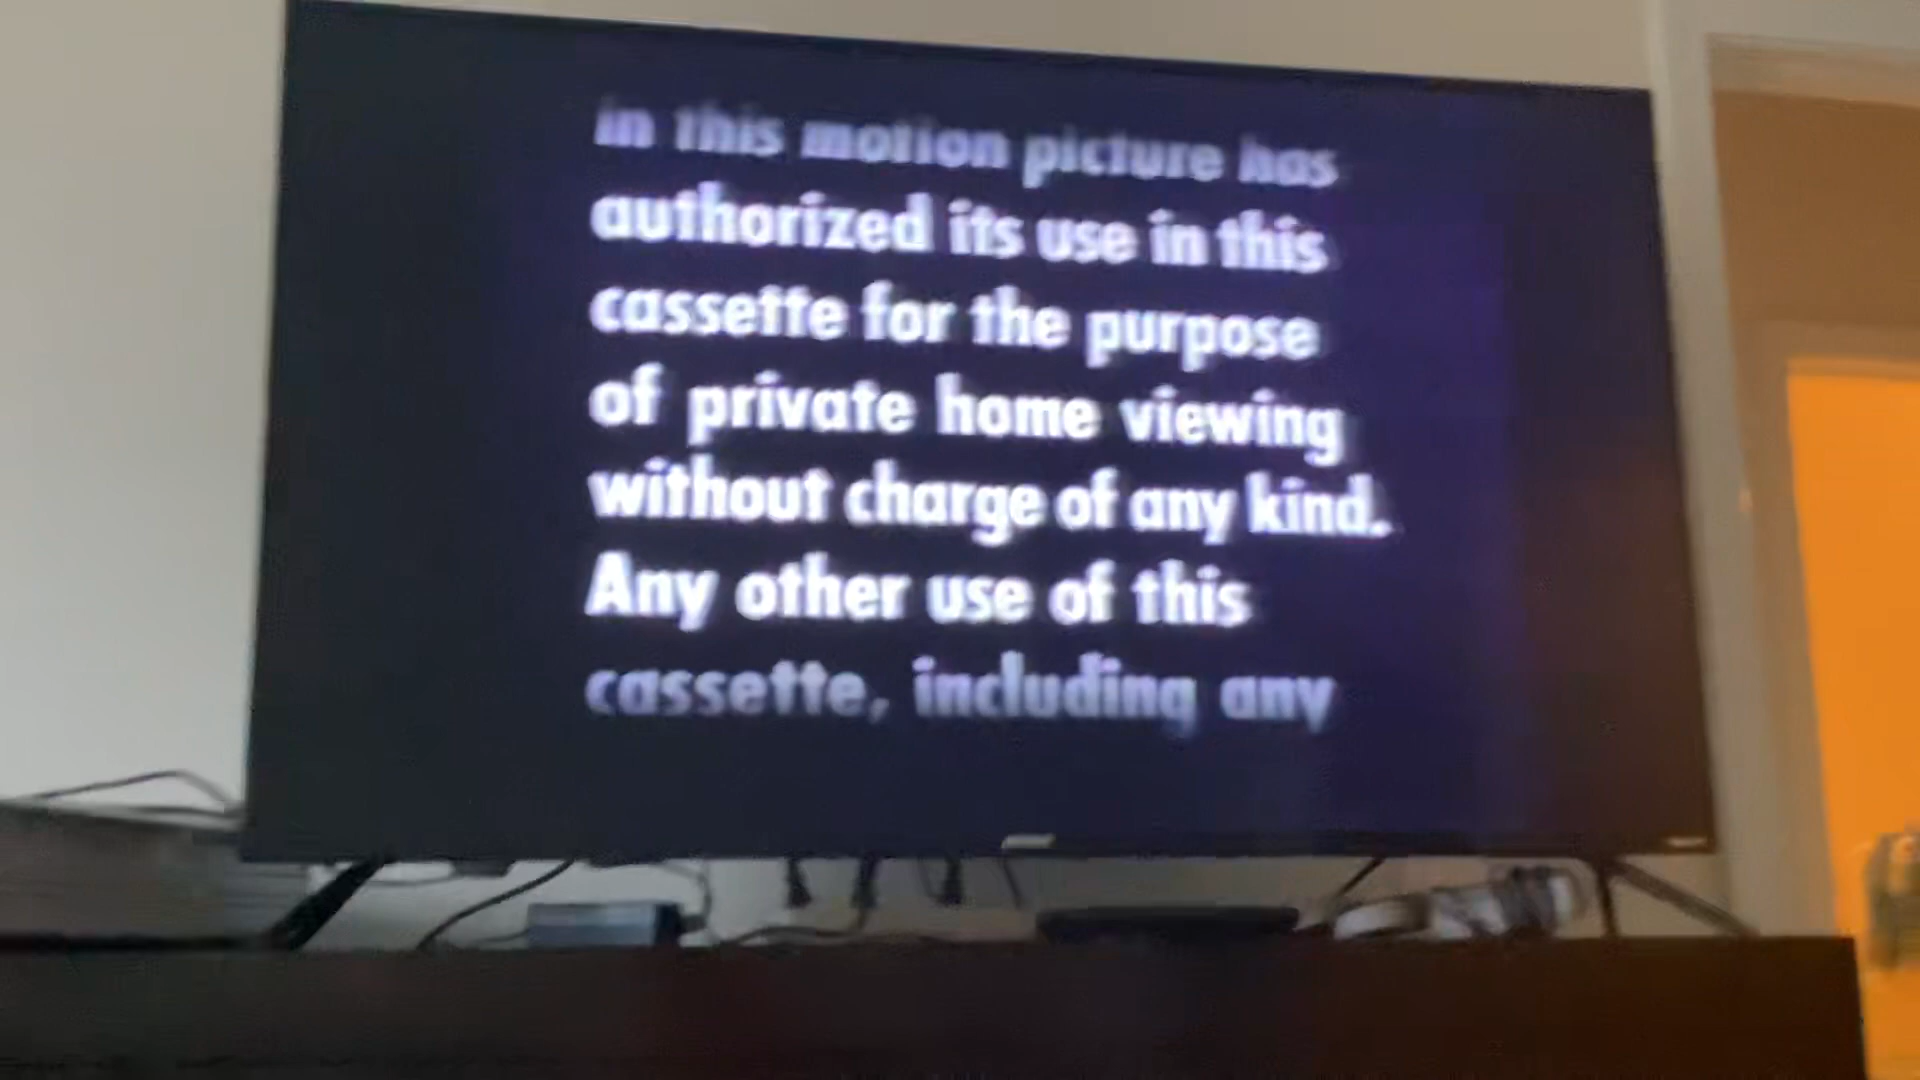 in this motion picture has
authorized its use in this
cassette for the purpose
of private home viewing
without charge of any kind.
Any other use of this
cassette, including any